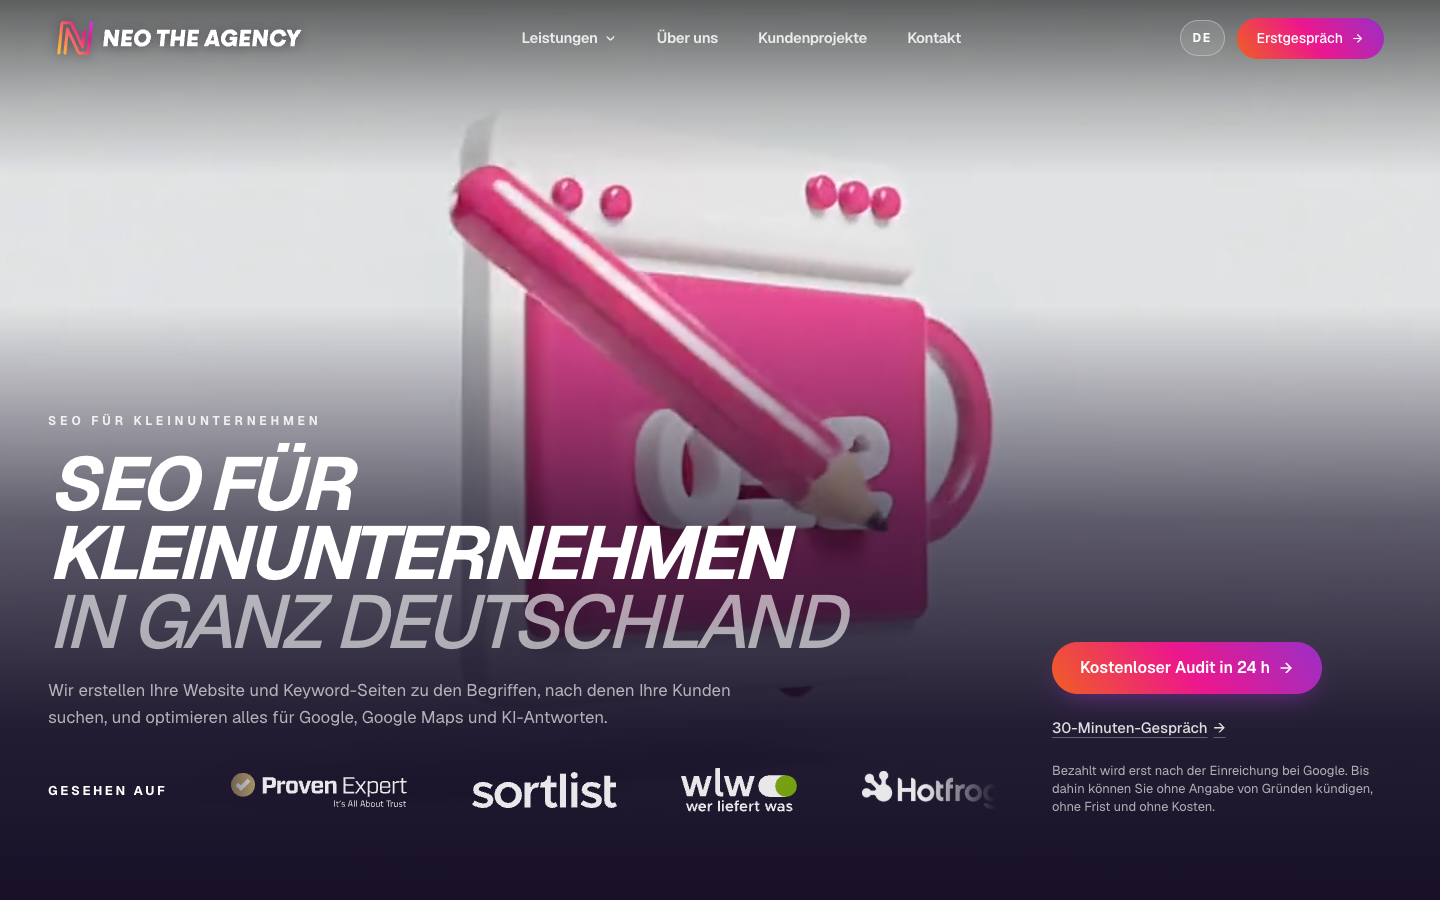 NEO THE AGENCY
Leistungen
Über uns
Kundenprojekte
Kontakt
DE
Erstgespräch →
SEO FÜR KLEINUNTERNEHMEN
SEO FÜR
KLEINUNTERNEHMEN
IN GANZ DEUTSCHLAND
Wir erstellen Ihre Website und Keyword-Seiten zu den Begriffen, nach denen Ihre Kunden
suchen, und optimieren alles für Google, Google Maps und KI-Antworten.
Kostenloser Audit in 24 h →
30-Minuten-Gespräch →
Bezahlt wird erst nach der Einreichung bei Google. Bis
dahin können Sie ohne Angabe von Gründen kündigen,
ohne Frist und ohne Kosten.
GESEHEN AUF
Proven Expert
It's All About Trust
sortlist
wlw
wer liefert was
Hotfrog